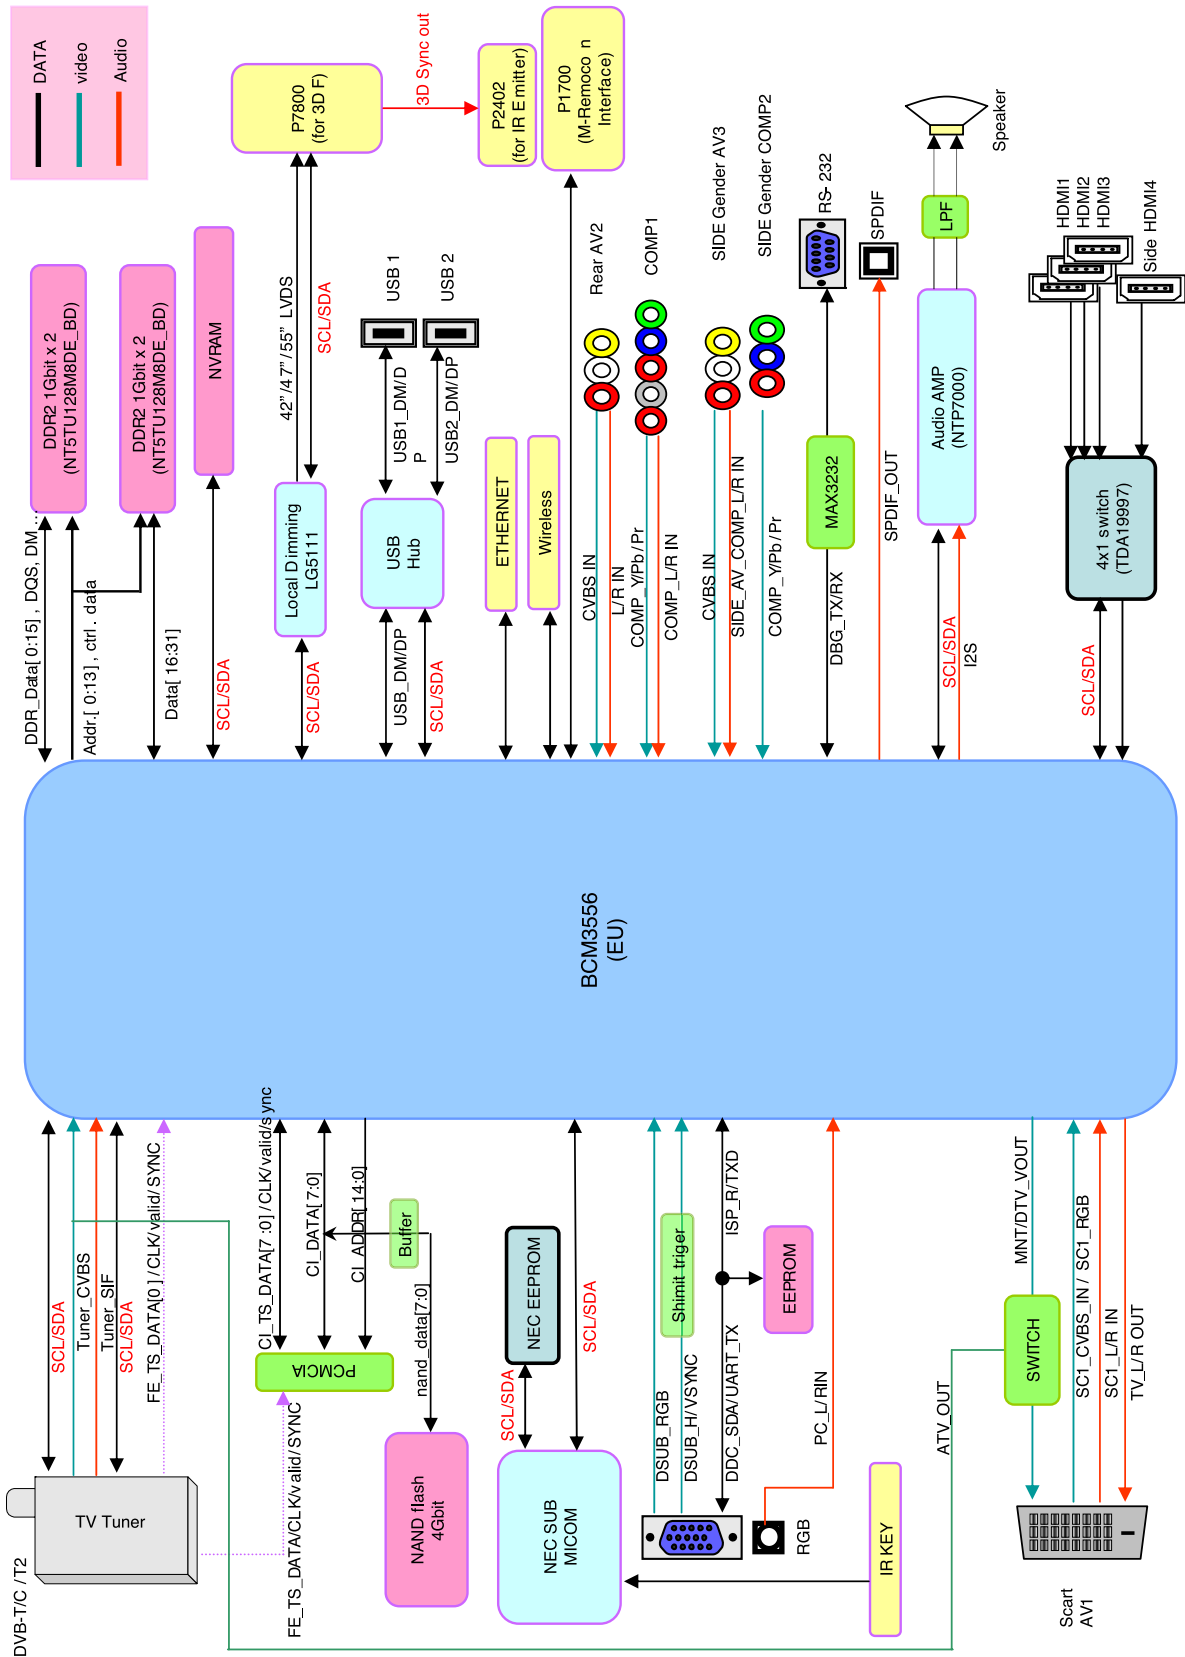 DATA
video
Audio
P7800
(for 3D F)
3D Sync out
P2402
(for IR E mitter)
P1700
(M-Remoco n
Interface)
DDR2 1Gbit x 2
(NT5TU128M8DE_BD)
DDR2 1Gbit x 2
(NT5TU128M8DE_BD)
NVRAM
42" /4 7" / 55"  LVDS
SCL/SDA
USB 1
USB 2
Rear AV2
COMP1
SIDE Gender AV3
SIDE Gender COMP2
RS- 232
SPDIF
LPF
Speaker
HDMI1
HDMI2
HDMI3
Side HDMI4
DDR_Data[ 0:15] , DQS, DM...
Addr.[ 0:13] , ctrl . data
Data[ 16:31]
SCL/SDA
Local Dimming
LG5111
SCL/SDA
USB1_DM/ D
P
USB2_DM/ DP
USB
Hub
USB_DM/DP
SCL/SDA
ETHERNET
Wireless
CVBS IN
L/ R IN
COMP_Y/Pb / Pr
COMP_L/R IN
CVBS IN
SIDE_AV_COMP_L/R IN
COMP_Y/Pb / Pr
MAX3232
DBG_TX/RX
SPDIF_OUT
Audio AMP
(NTP7000)
SCL/SDA
I2S
4x1 switch
(TDA19997)
SCL/SDA
BCM3556
(EU)
SCL/SDA
Tuner_CVBS
Tuner_SIF
SCL/SDA
FE_TS_DATA[0 ] / CLK/valid/ SYNC
TV Tuner
DVB-T/C / T2
CI_TS_DATA[7 :0] / CLK/ valid/s ync
CI_DATA[ 7:0]
CI_ADDR[ 14:0]
Buffer
PCMCIA
nand_data[7:0]
FE_TS_DATA/CLK/v alid/ SYNC
NAND flash
4Gbit
NEC EEPROM
SCL/SDA
SCL/SDA
NEC SUB
MICOM
Shimit triger
DSUB_RGB
DSUB_H/ VSYNC
ISP_R/TXD
DDC_SDA/UART_TX
EEPROM
PC_L/ RIN
RGB
IR KEY
ATV_OUT
MNT/DTV_VOUT
SWITCH
SC1_CVBS_IN /  SC1_RGB
SC1_L/R IN
TV_L/ R OUT
Scart
AV1